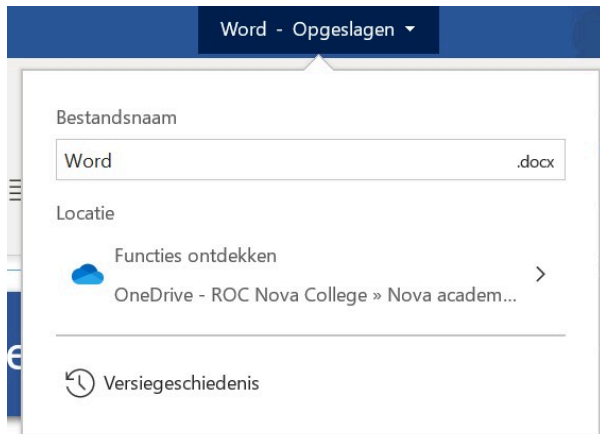 Word - Opgeslagen
Bestandsnaam
Word .docx
Locatie
Functies ontdekken
OneDrive - ROC Nova College » Nova academ...
Versiegeschiedenis
e